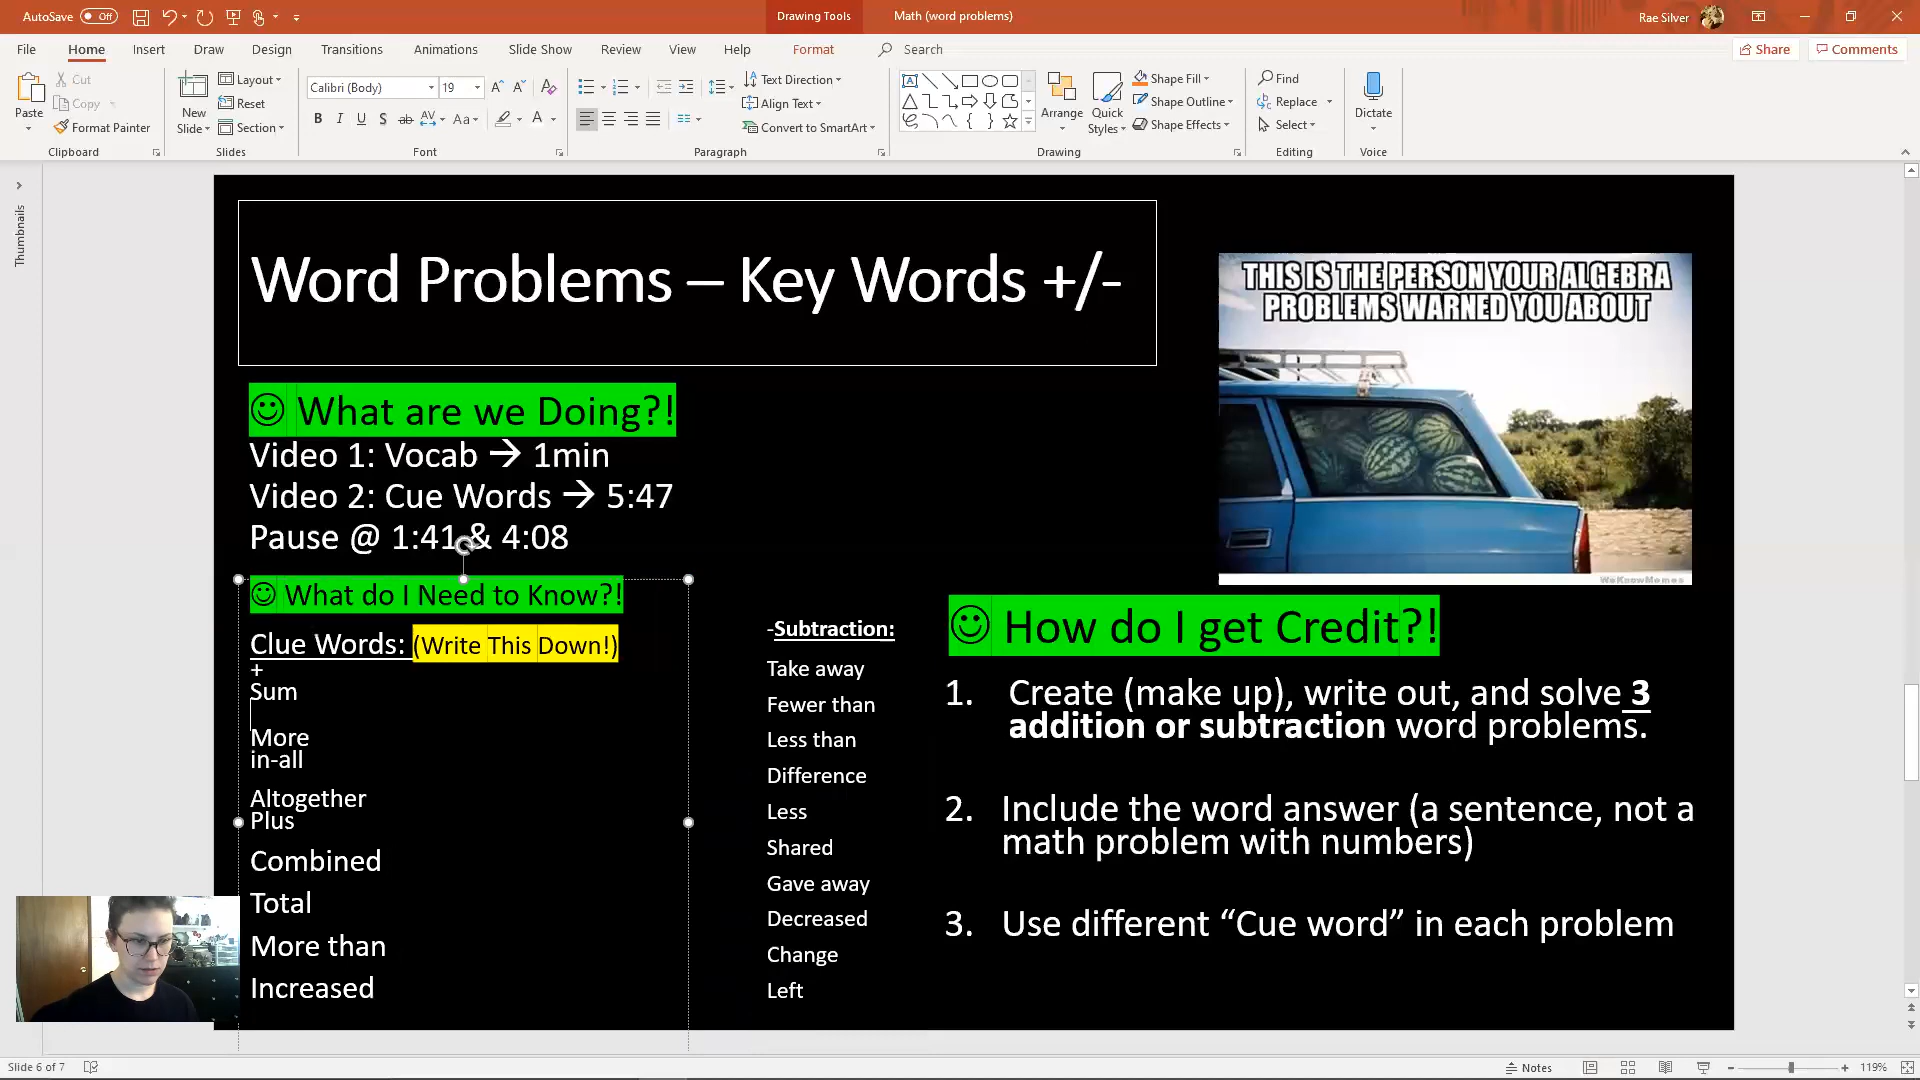 AutoSave Off
Drawing Tools
Math (word problems)
Rae Silver
File Home Insert Draw Design Transitions Animations Slide Show Review View Help Format Search
Share Comments
Paste
Cut
Copy
Format Painter
Clipboard
New Slide
Layout
Reset
Section
Slides
Calibri (Body) 19
B I U S ab AV Aa A
Font
Text Direction
Align Text
Convert to SmartArt
Paragraph
Arrange
Quick Styles
Shape Fill
Shape Outline
Shape Effects
Drawing
Find
Replace
Select
Editing
Dictate
Voice
Thumbnails
Word Problems – Key Words +/-
THIS IS THE PERSON YOUR ALGEBRA
PROBLEMS WARNED YOU ABOUT
WeKnowMemes
☺ What are we Doing?!
Video 1: Vocab → 1min
Video 2: Cue Words → 5:47
Pause @ 1:41 & 4:08
☺ What do I Need to Know?!
Clue Words: (Write This Down!)
+
Sum
More
in-all
Altogether
Plus
Combined
Total
More than
Increased
-Subtraction:
Take away
Fewer than
Less than
Difference
Less
Shared
Gave away
Decreased
Change
Left
☺ How do I get Credit?!
1. Create (make up), write out, and solve 3
addition or subtraction word problems.
2. Include the word answer (a sentence, not a
math problem with numbers)
3. Use different “Cue word” in each problem
Slide 6 of 7
Notes
119%